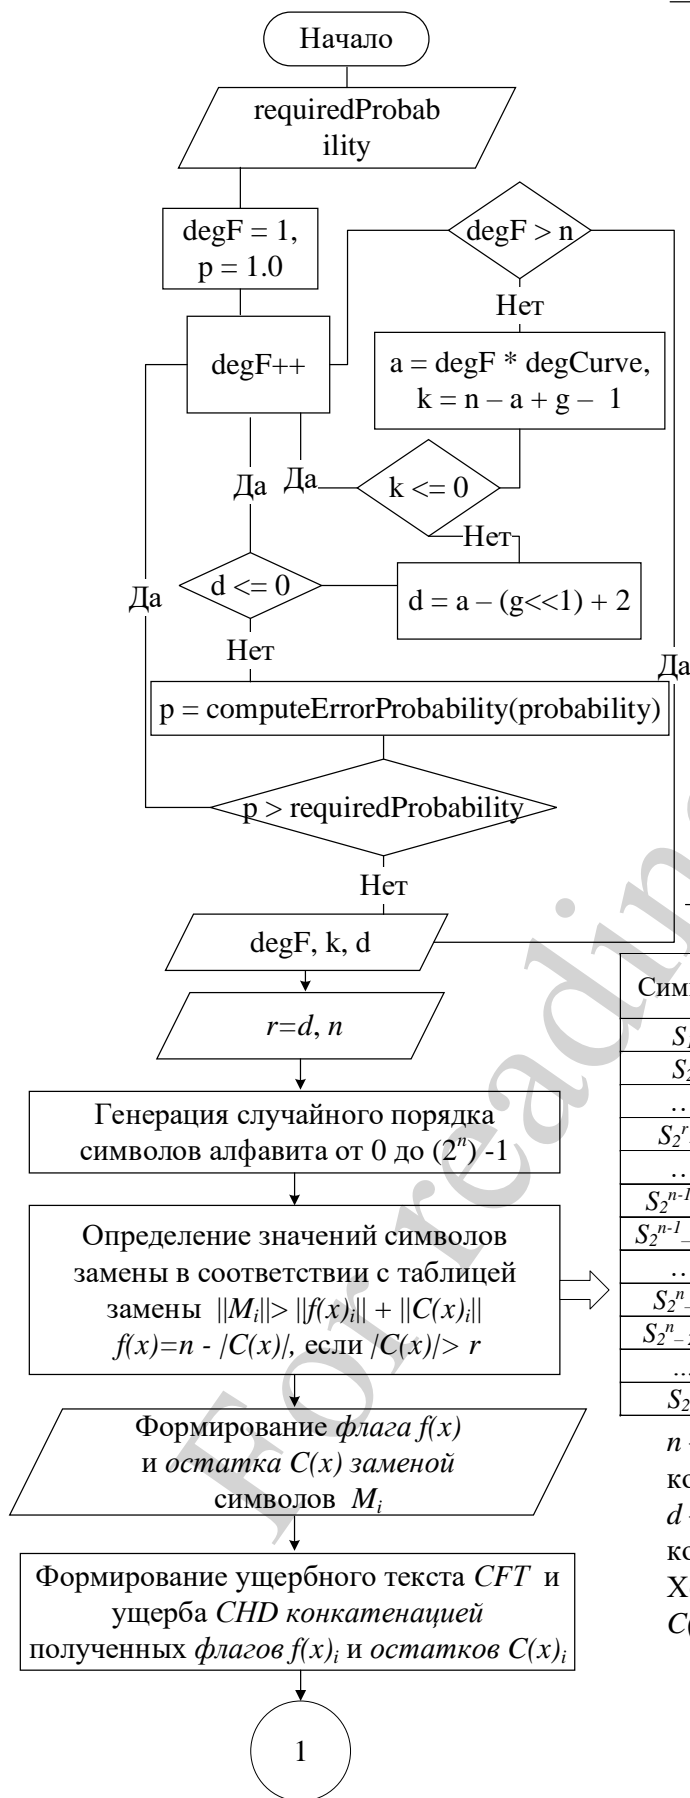 Начало
requiredProbab
ility
degF = 1,
p = 1.0
degF > n
Нет
degF++
a = degF * degCurve,
k = n – a + g – 1
Да
Да
k <= 0
Нет
d <= 0
d = a – (g<<1) + 2
Да
Нет
Да
p = computeErrorProbability(probability)
p > requiredProbability
Нет
degF, k, d
r=d, n
Генерация случайного порядка
символов алфавита от 0 до (2ⁿ) -1
Определение значений символов
замены в соответствии с таблицей
замены ||Mᵢ||> ||f(x)ᵢ|| + ||C(x)ᵢ||
f(x)=n - |C(x)|, если |C(x)|> r
Формирование флага f(x)
и остатка C(x) заменой
символов Mᵢ
Формирование ущербного текста CFT и
ущерба CHD конкатенацией
полученных флагов f(x)ᵢ и остатков C(x)ᵢ
1
…
…
…
...
n
d
For